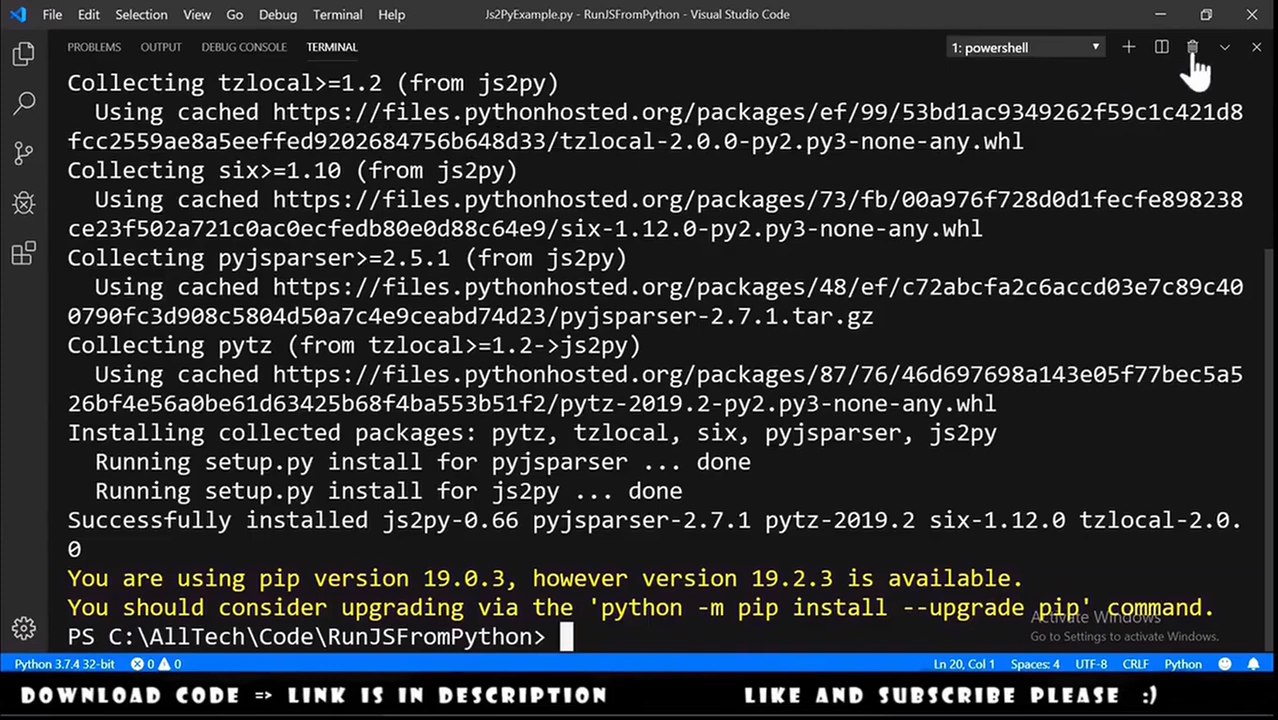 File Edit Selection View Go Debug Terminal Help Js2PyExample.py - RunJSFromPython - Visual Studio Code
PROBLEMS OUTPUT DEBUG CONSOLE TERMINAL 1: powershell
Collecting tzlocal>=1.2 (from js2py)
Using cached https://files.pythonhosted.org/packages/ef/99/53bd1ac9349262f59c1c421d8
fcc2559ae8a5eeffed9202684756b648d33/tzlocal-2.0.0-py2.py3-none-any.whl
Collecting six>=1.10 (from js2py)
Using cached https://files.pythonhosted.org/packages/73/fb/00a976f728d0d1fecfe898238
ce23f502a721c0ac0ecfedb80e0d88c64e9/six-1.12.0-py2.py3-none-any.whl
Collecting pyjsparser>=2.5.1 (from js2py)
Using cached https://files.pythonhosted.org/packages/48/ef/c72abcfa2c6accd03e7c89c40
0790fc3d908c5804d50a7c4e9ceabd74d23/pyjsparser-2.7.1.tar.gz
Collecting pytz (from tzlocal>=1.2->js2py)
Using cached https://files.pythonhosted.org/packages/87/76/46d697698a143e05f77bec5a5
26bf4e56a0be61d63425b68f4ba553b51f2/pytz-2019.2-py2.py3-none-any.whl
Installing collected packages: pytz, tzlocal, six, pyjsparser, js2py
Running setup.py install for pyjsparser ... done
Running setup.py install for js2py ... done
Successfully installed js2py-0.66 pyjsparser-2.7.1 pytz-2019.2 six-1.12.0 tzlocal-2.0.
0
You are using pip version 19.0.3, however version 19.2.3 is available.
You should consider upgrading via the 'python -m pip install --upgrade pip' command.
Activate Windows
PS C:\AllTech\Code\RunJSFromPython>
Go to Settings to activate Windows.
Python 3.7.4 32-bit 0 0 Ln 20, Col 1 Spaces: 4 UTF-8 CRLF Python
DOWNLOAD CODE => LINK IS IN DESCRIPTION LIKE AND SUBSCRIBE PLEASE :)